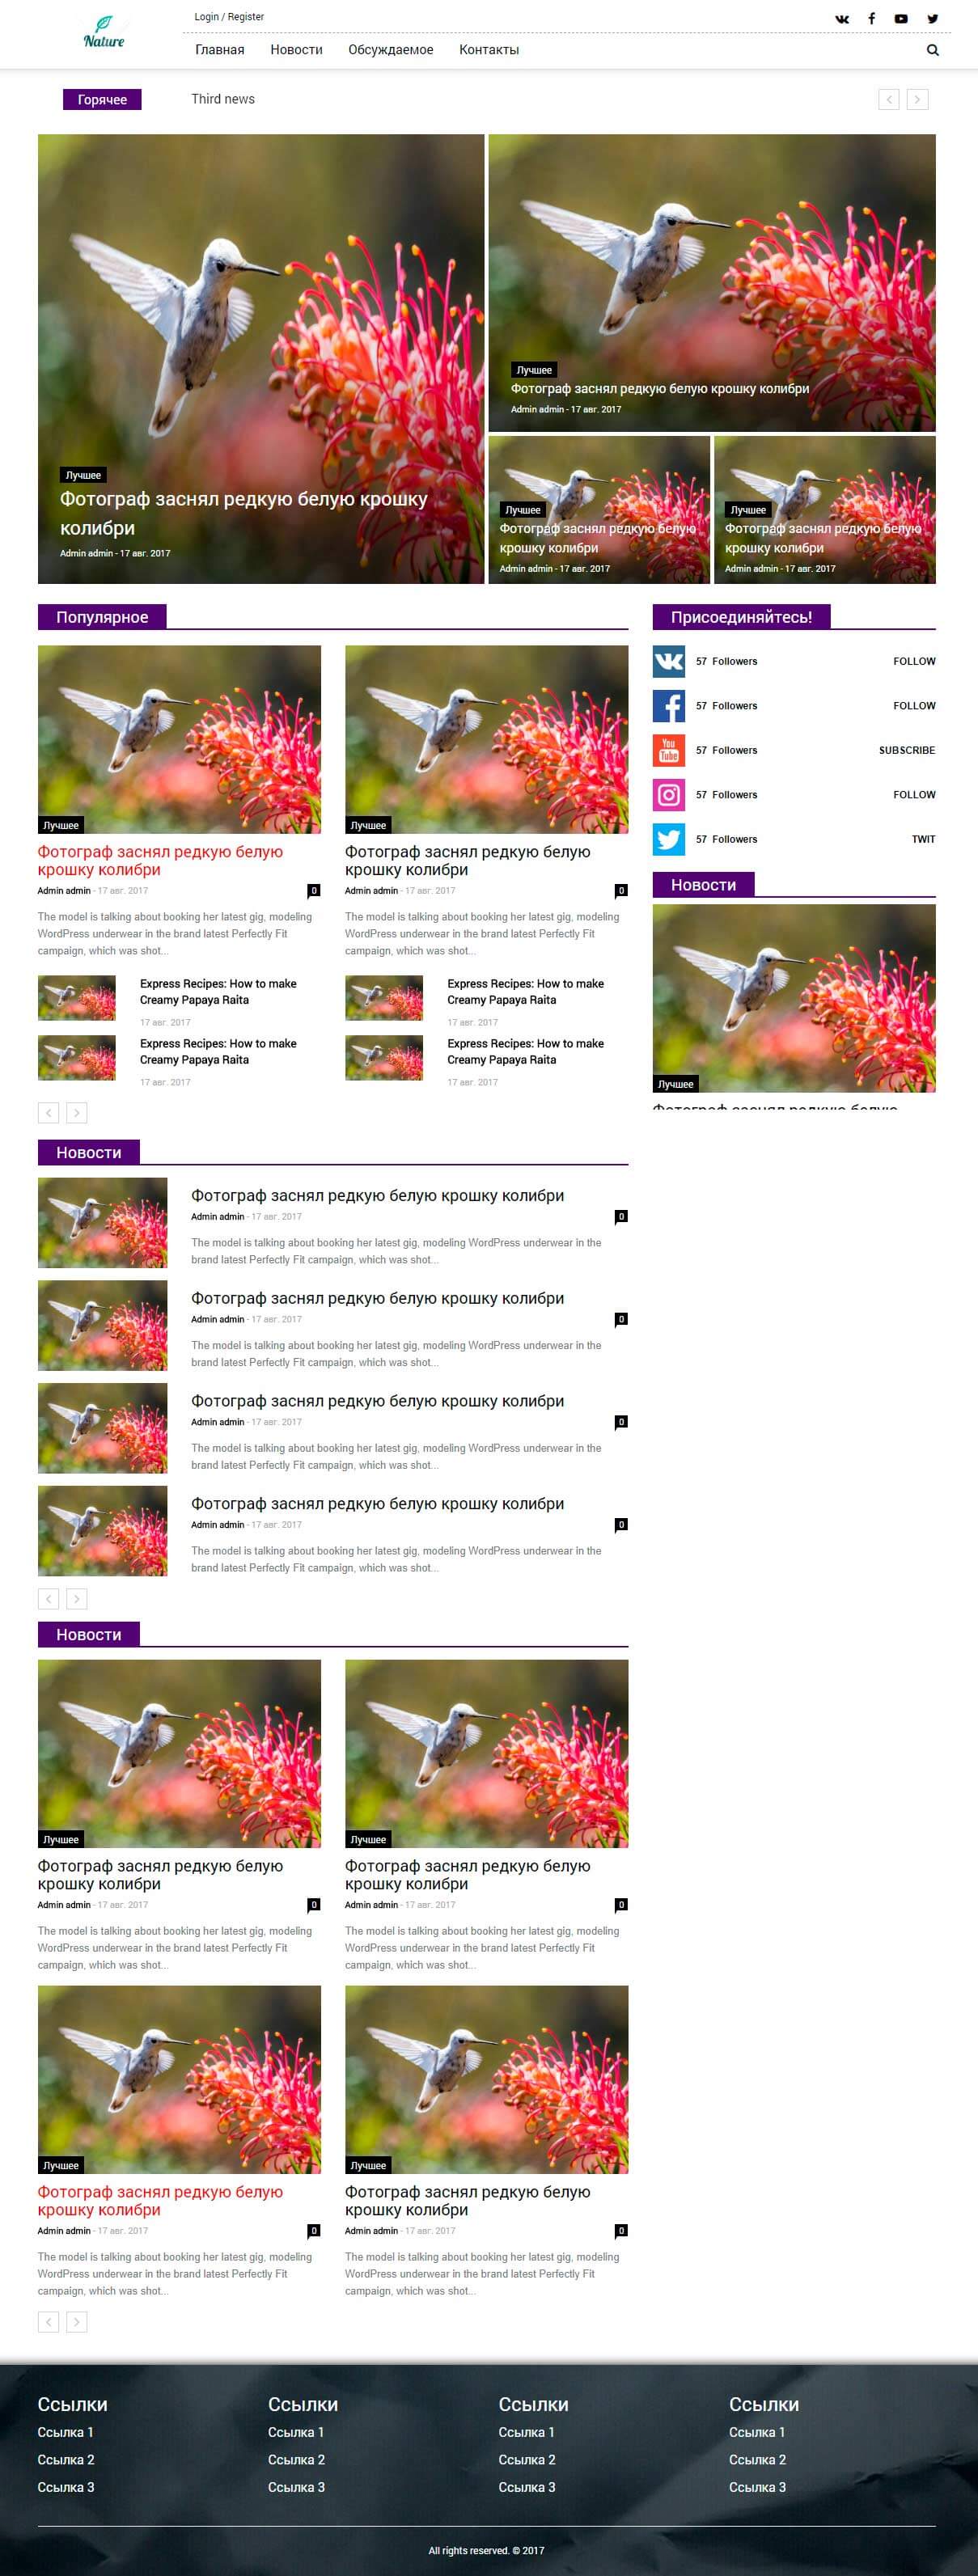 Nature
Login / Register
Главная Новости Обсуждаемое Контакты
Горячее Third news
Лучшее
Фотограф заснял редкую белую крошку
колибри
Admin admin - 17 авг. 2017
Лучшее
Фотограф заснял редкую белую крошку колибри
Admin admin - 17 авг. 2017
Лучшее
Фотограф заснял редкую белую
крошку колибри
Admin admin - 17 авг. 2017
Лучшее
Фотограф заснял редкую белую
крошку колибри
Admin admin - 17 авг. 2017
Популярное
Лучшее
Фотограф заснял редкую белую
крошку колибри
Admin admin - 17 авг. 2017 0
The model is talking about booking her latest gig, modeling
WordPress underwear in the brand latest Perfectly Fit
campaign, which was shot...
Express Recipes: How to make
Creamy Papaya Raita
17 авг. 2017
Express Recipes: How to make
Creamy Papaya Raita
17 авг. 2017
Лучшее
Фотограф заснял редкую белую
крошку колибри
Admin admin - 17 авг. 2017 0
The model is talking about booking her latest gig, modeling
WordPress underwear in the brand latest Perfectly Fit
campaign, which was shot...
Express Recipes: How to make
Creamy Papaya Raita
17 авг. 2017
Express Recipes: How to make
Creamy Papaya Raita
17 авг. 2017
Присоединяйтесь!
57 Followers FOLLOW
57 Followers FOLLOW
You
Tube
57 Followers SUBSCRIBE
57 Followers FOLLOW
57 Followers TWIT
Новости
Лучшее
Фотограф заснял редкую белую
Новости
Фотограф заснял редкую белую крошку колибри
Admin admin - 17 авг. 2017 0
The model is talking about booking her latest gig, modeling WordPress underwear in the
brand latest Perfectly Fit campaign, which was shot...
Фотограф заснял редкую белую крошку колибри
Admin admin - 17 авг. 2017 0
The model is talking about booking her latest gig, modeling WordPress underwear in the
brand latest Perfectly Fit campaign, which was shot...
Фотограф заснял редкую белую крошку колибри
Admin admin - 17 авг. 2017 0
The model is talking about booking her latest gig, modeling WordPress underwear in the
brand latest Perfectly Fit campaign, which was shot...
Фотограф заснял редкую белую крошку колибри
Admin admin - 17 авг. 2017 0
The model is talking about booking her latest gig, modeling WordPress underwear in the
brand latest Perfectly Fit campaign, which was shot...
Новости
Лучшее
Фотограф заснял редкую белую
крошку колибри
Admin admin - 17 авг. 2017 0
The model is talking about booking her latest gig, modeling
WordPress underwear in the brand latest Perfectly Fit
campaign, which was shot...
Лучшее
Фотограф заснял редкую белую
крошку колибри
Admin admin - 17 авг. 2017 0
The model is talking about booking her latest gig, modeling
WordPress underwear in the brand latest Perfectly Fit
campaign, which was shot...
Лучшее
Фотограф заснял редкую белую
крошку колибри
Admin admin - 17 авг. 2017 0
The model is talking about booking her latest gig, modeling
WordPress underwear in the brand latest Perfectly Fit
campaign, which was shot...
Лучшее
Фотограф заснял редкую белую
крошку колибри
Admin admin - 17 авг. 2017 0
The model is talking about booking her latest gig, modeling
WordPress underwear in the brand latest Perfectly Fit
campaign, which was shot...
Ссылки
Ссылка 1
Ссылка 2
Ссылка 3
Ссылки
Ссылка 1
Ссылка 2
Ссылка 3
Ссылки
Ссылка 1
Ссылка 2
Ссылка 3
Ссылки
Ссылка 1
Ссылка 2
Ссылка 3
All rights reserved. © 2017